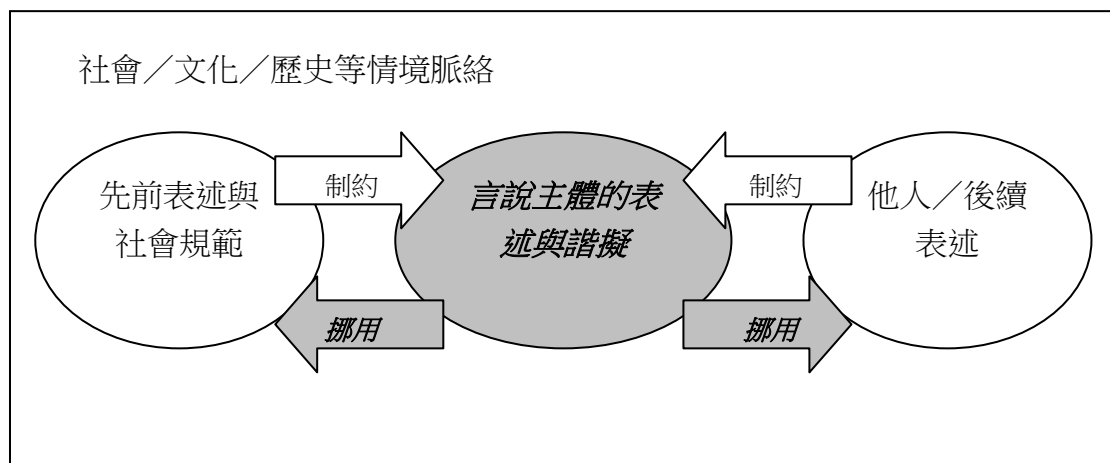 社會／文化／歷史等情境脈絡
先前表述與
社會規範
制約
言說主體的表
述與諧擬
制約
他人／後續
表述
挪用
挪用